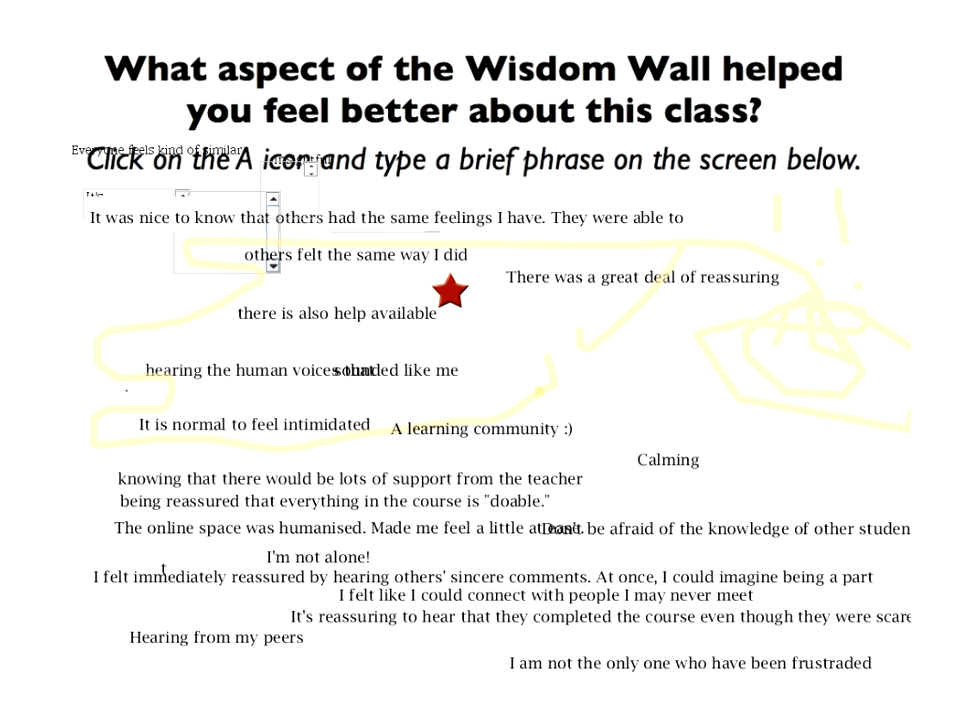 What aspect of the Wisdom Wall helped
you feel better about this class?
Everyone feels kind of similar
Click on the A icon and type a brief phrase on the screen below.
It was nice to know that others had the same feelings I have. They were able to
others felt the same way I did
There was a great deal of reassuring
there is also help available
hearing the human voices that
sounded like me
It is normal to feel intimidated
A learning community :)
Calming
knowing that there would be lots of support from the teacher
being reassured that everything in the course is "doable."
The online space was humanised. Made me feel a little at ease.
Don't be afraid of the knowledge of other studen
I'm not alone!
t
I felt immediately reassured by hearing others' sincere comments. At once, I could imagine being a part
I felt like I could connect with people I may never meet
It's reassuring to hear that they completed the course even though they were scare
Hearing from my peers
I am not the only one who have been frustraded